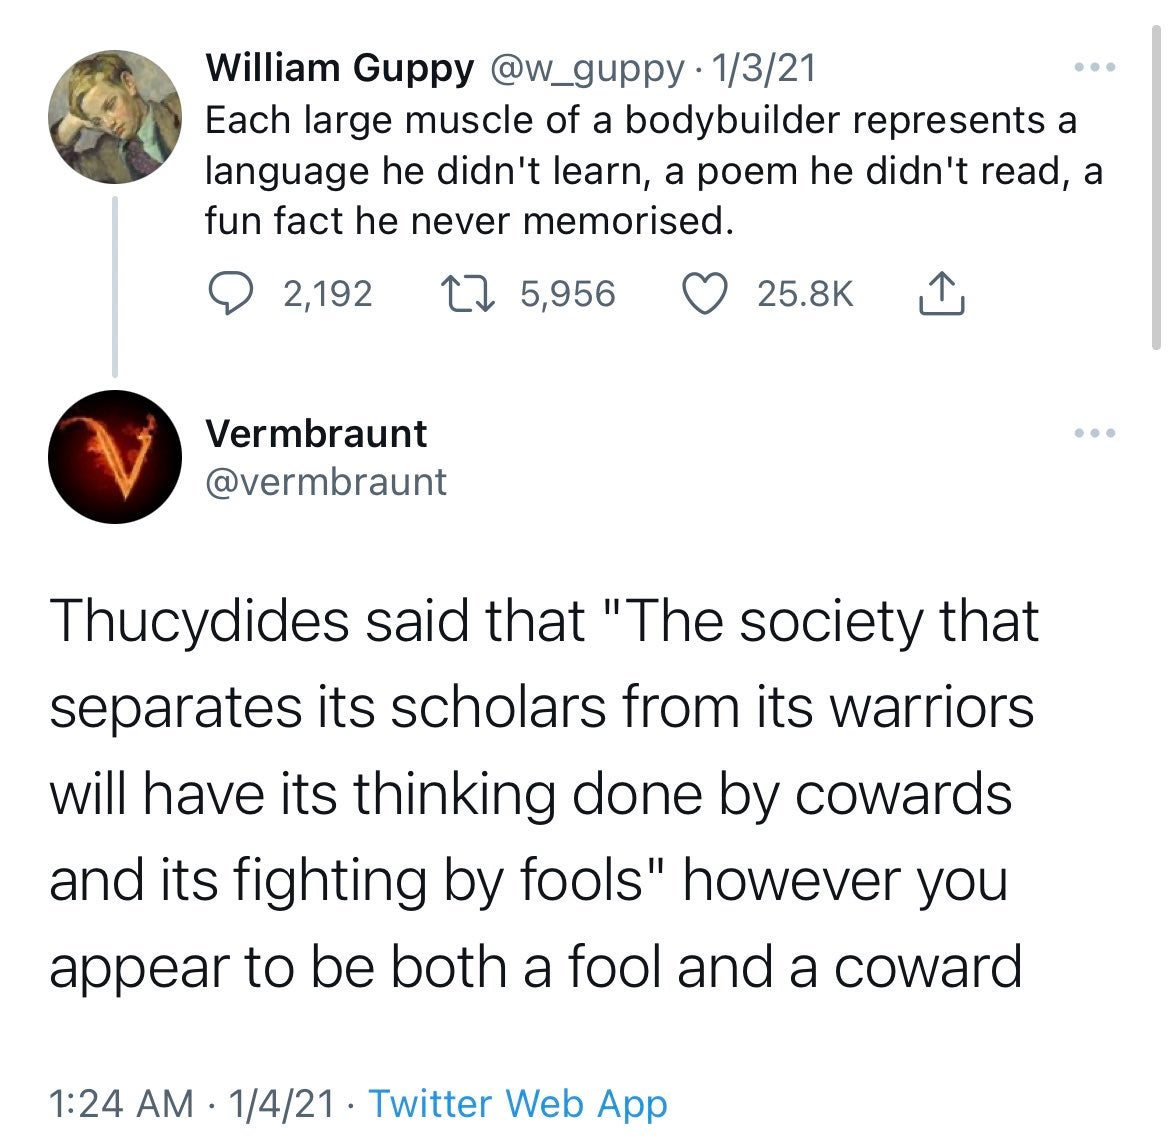 William Guppy @w_guppy · 1/3/21
Each large muscle of a bodybuilder represents a
language he didn't learn, a poem he didn't read, a
fun fact he never memorised.
2,192 5,956 25.8K
Vermbraunt
@vermbraunt
Thucydides said that "The society that
separates its scholars from its warriors
will have its thinking done by cowards
and its fighting by fools" however you
appear to be both a fool and a coward
1:24 AM · 1/4/21 · Twitter Web App